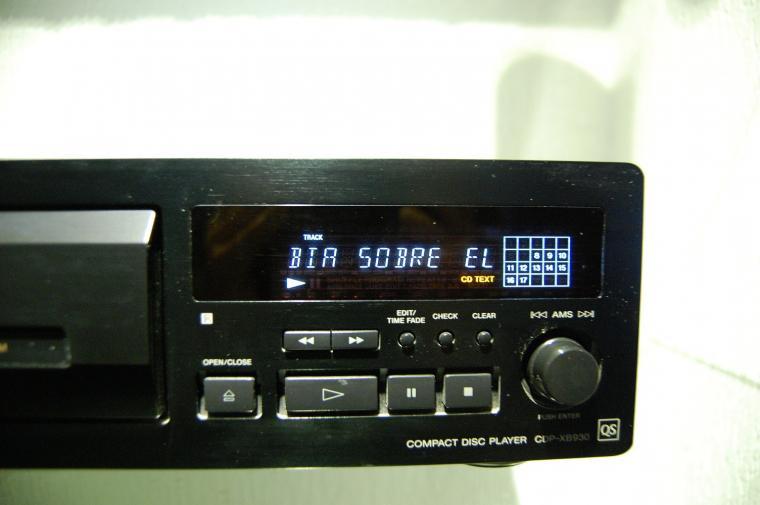 TRACK
BIA SOBRE EL
CD TEXT
8 9 10
11 12 13 14 15
16 17
EDIT/
TIME FADE
CHECK
CLEAR
AMS
OPEN/CLOSE
PUSH ENTER
COMPACT DISC PLAYER CDP-XB930
QS